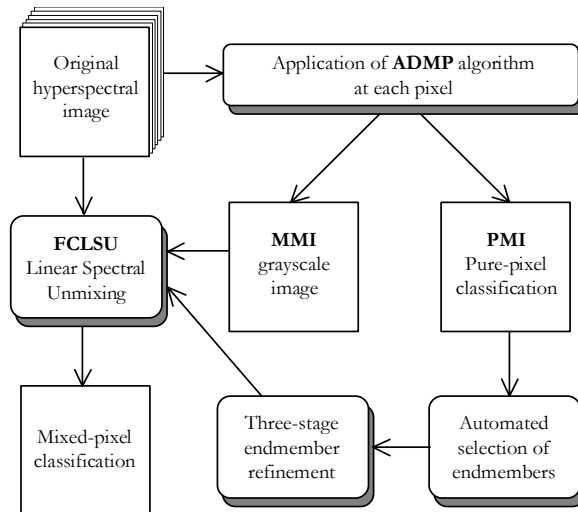 Original
hyperspectral
image
Application of ADMP algorithm
at each pixel
FCLSU
Linear Spectral
Unmixing
MMI
grayscale
image
PMI
Pure-pixel
classification
Mixed-pixel
classification
Three-stage
endmember
refinement
Automated
selection of
endmembers